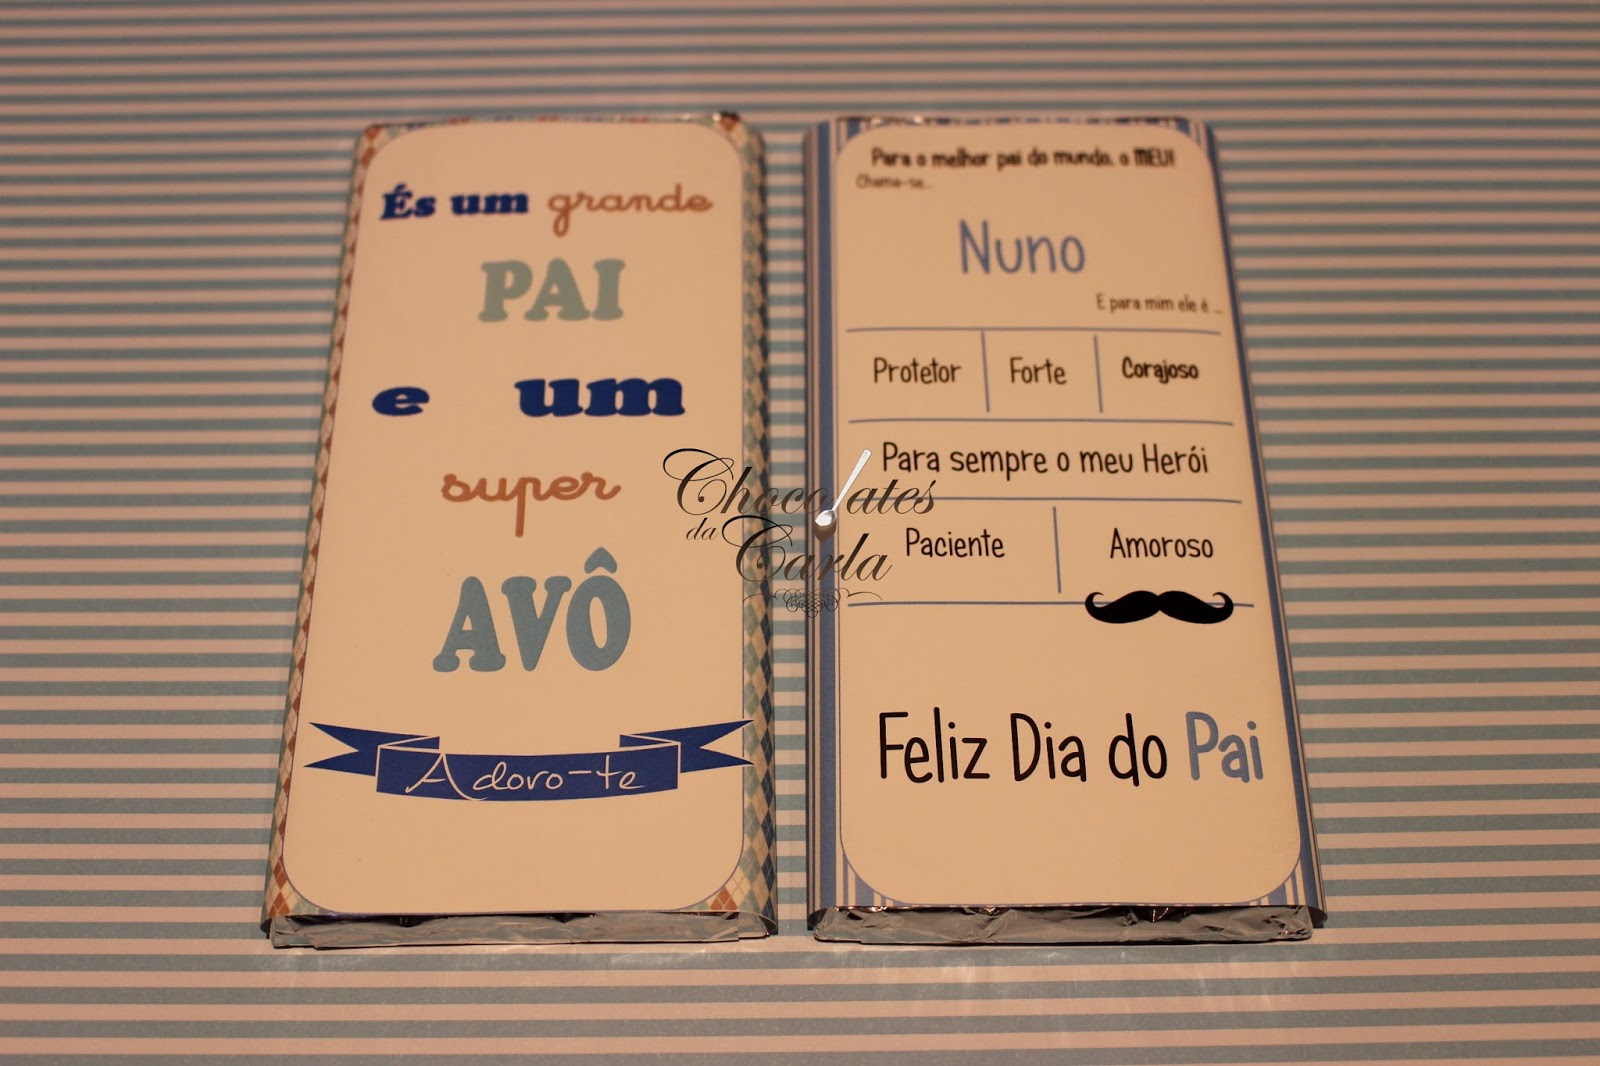 És um grande
PAI
e um
super
AVÔ
Adoro-te
Para o melhor pai do mundo, o MEU!
Chama-se...
Nuno
E para mim ele é ...
Protetor Forte Corajoso
Para sempre o meu Herói
Paciente Amoroso
Feliz Dia do Pai
Chocolates
da Carla